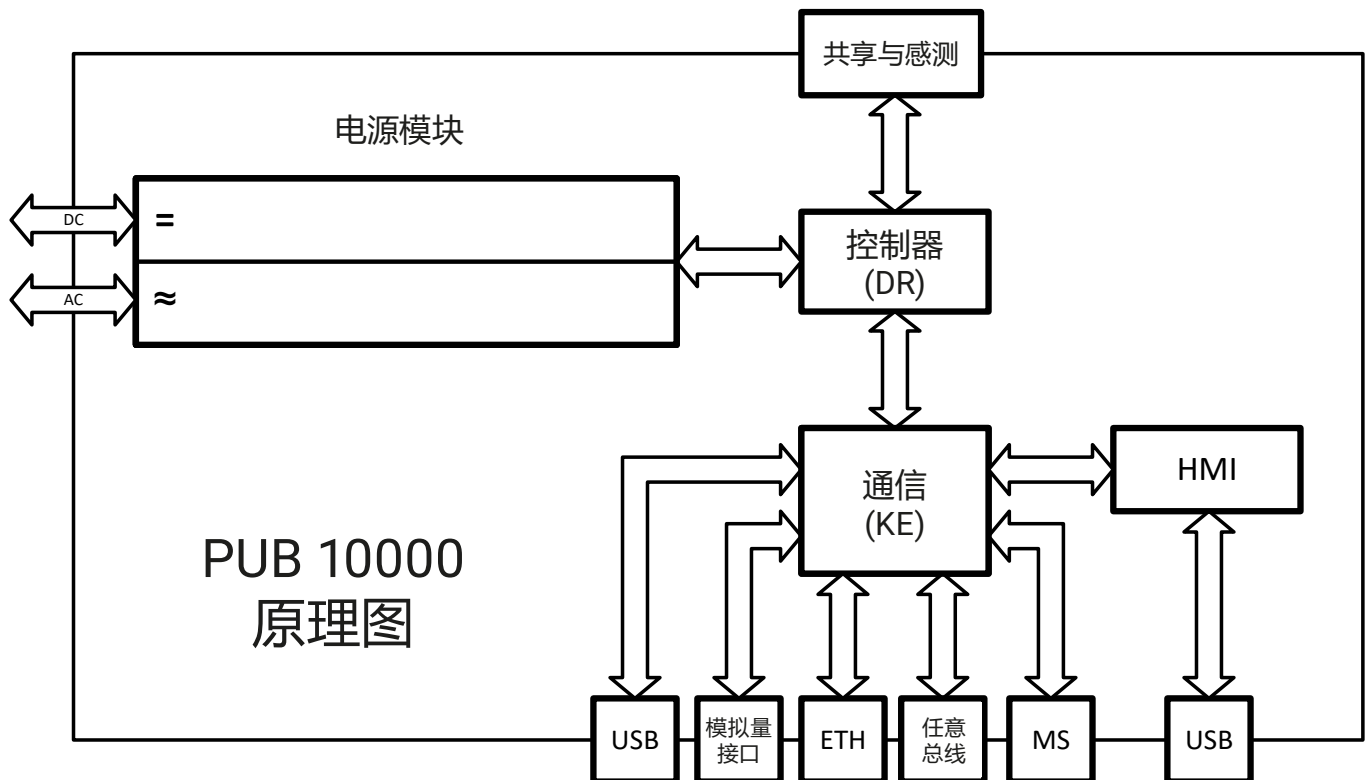 共享与感测
电源模块
DC
=
控制器
(DR)
AC
≈
通信
(KE)
HMI
PUB 10000
原理图
USB
模拟量
接口
ETH
任意
总线
MS
USB